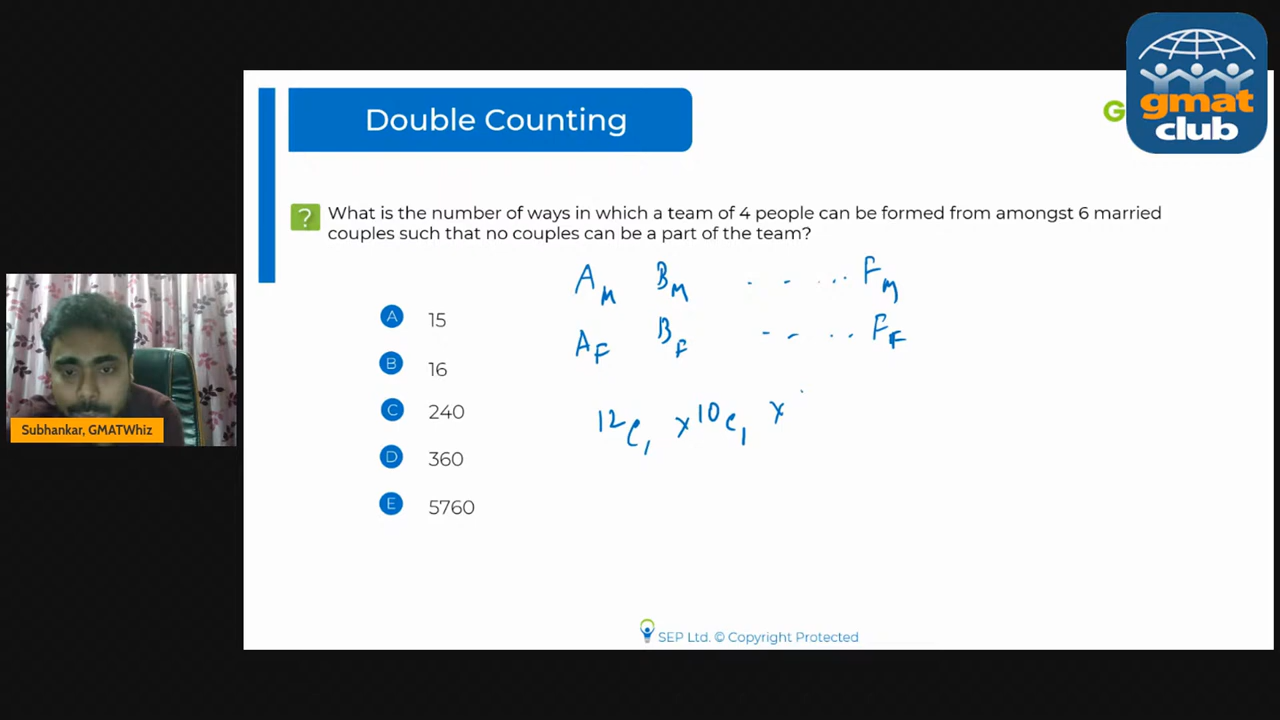 gmat
club
Double Counting
G
? What is the number of ways in which a team of 4 people can be formed from amongst 6 married
couples such that no couples can be a part of the team?
A_M B_M . - - ... F_M
A_F B_F - - ... F_F
A 15
B 16
C 240
D 360
E 5760
¹²C₁ × ¹⁰C₁ ×
Subhankar, GMATWhiz
SEP Ltd. © Copyright Protected